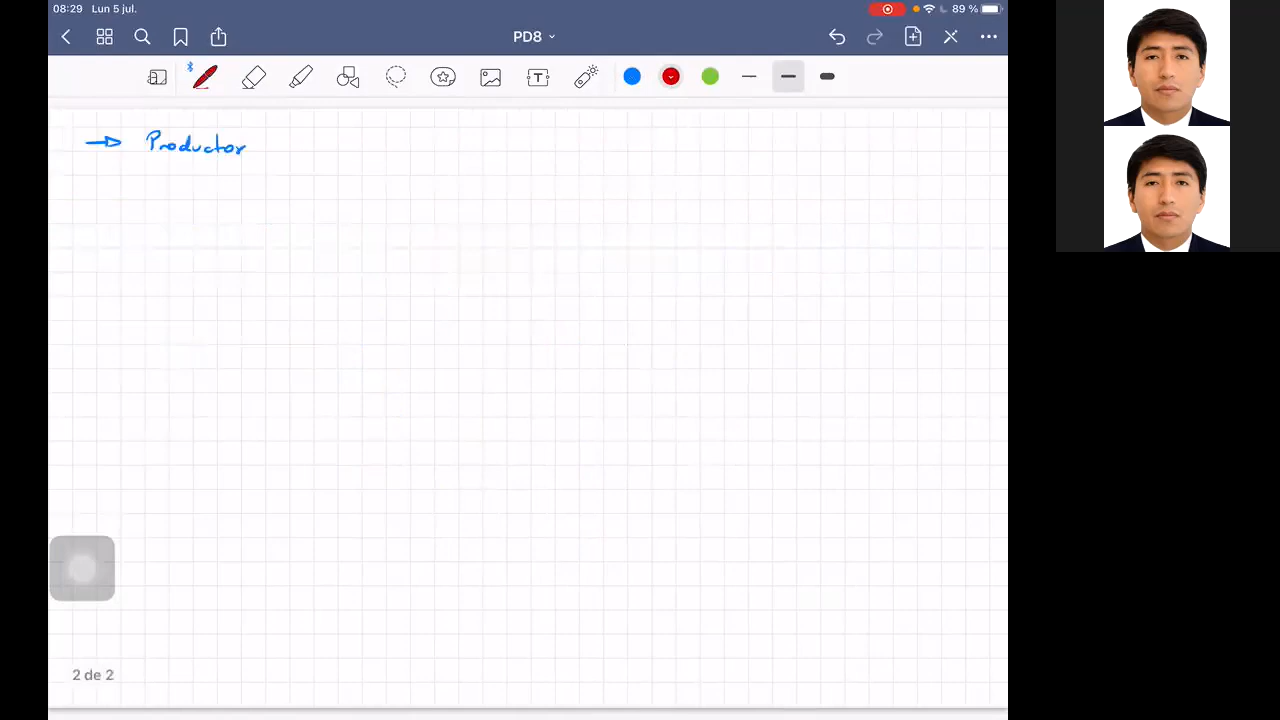 08:29 Lun 5 jul. 89 %
PD8
T
→ Productor
2 de 2